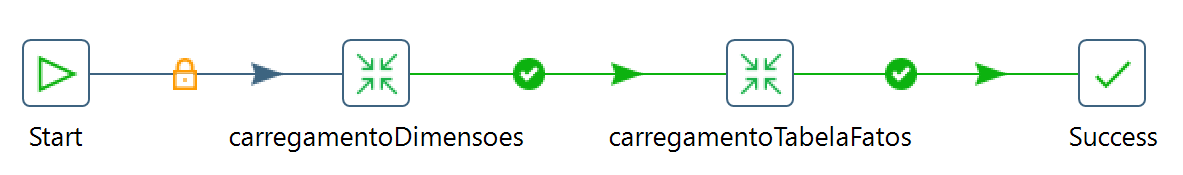 Start
carregamentoDimensoes
carregamentoTabelaFatos
Success